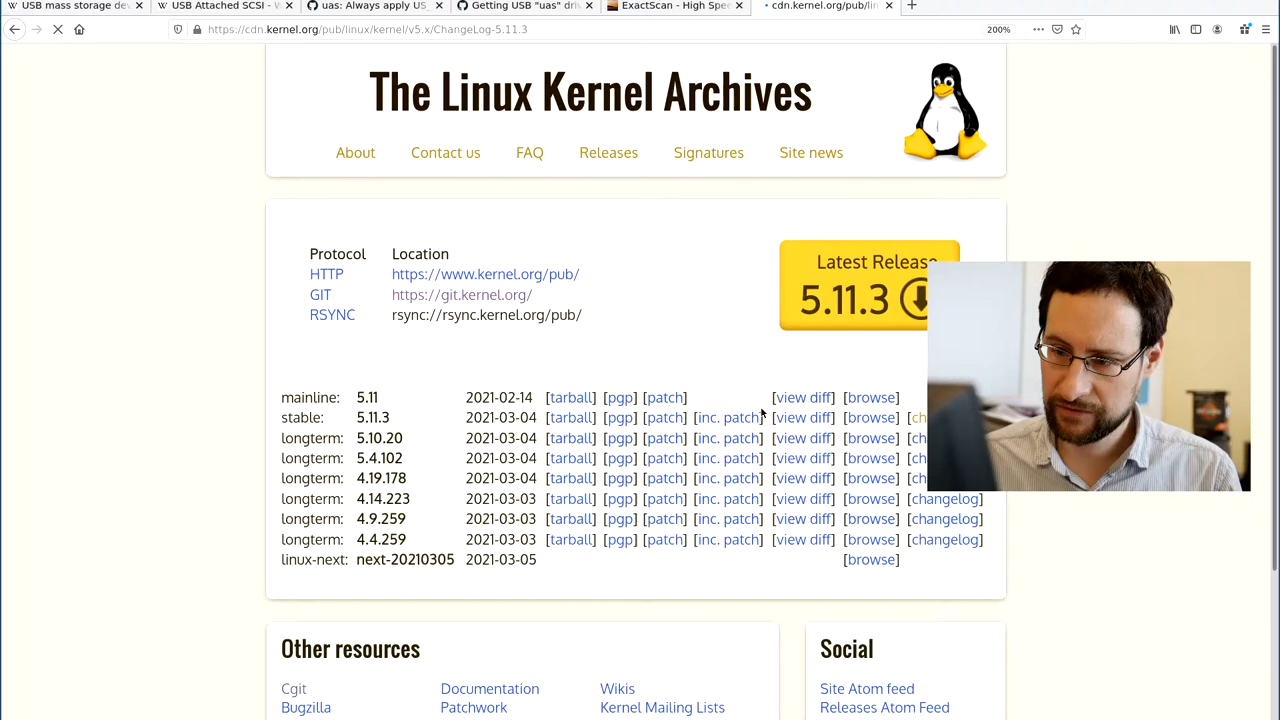 USB mass storage dev
USB Attached SCSI - W
uas: Always apply US_
Getting USB "uas" driv
ExactScan - High Spee
cdn.kernel.org/pub/lin
https://cdn.kernel.org/pub/linux/kernel/v5.x/ChangeLog-5.11.3
200%
The Linux Kernel Archives
About Contact us FAQ Releases Signatures Site news
Protocol Location
HTTP https://www.kernel.org/pub/
GIT https://git.kernel.org/
RSYNC rsync://rsync.kernel.org/pub/
Latest Release
5.11.3
mainline: 5.11 2021-02-14 [tarball] [pgp] [patch] [view diff] [browse]
stable: 5.11.3 2021-03-04 [tarball] [pgp] [patch] [inc. patch] [view diff] [browse] [ch
longterm: 5.10.20 2021-03-04 [tarball] [pgp] [patch] [inc. patch] [view diff] [browse] [ch
longterm: 5.4.102 2021-03-04 [tarball] [pgp] [patch] [inc. patch] [view diff] [browse] [ch
longterm: 4.19.178 2021-03-04 [tarball] [pgp] [patch] [inc. patch] [view diff] [browse] [ch
longterm: 4.14.223 2021-03-03 [tarball] [pgp] [patch] [inc. patch] [view diff] [browse] [changelog]
longterm: 4.9.259 2021-03-03 [tarball] [pgp] [patch] [inc. patch] [view diff] [browse] [changelog]
longterm: 4.4.259 2021-03-03 [tarball] [pgp] [patch] [inc. patch] [view diff] [browse] [changelog]
linux-next: next-20210305 2021-03-05 [browse]
Other resources
Cgit Documentation Wikis
Bugzilla Patchwork Kernel Mailing Lists
Social
Site Atom feed
Releases Atom Feed